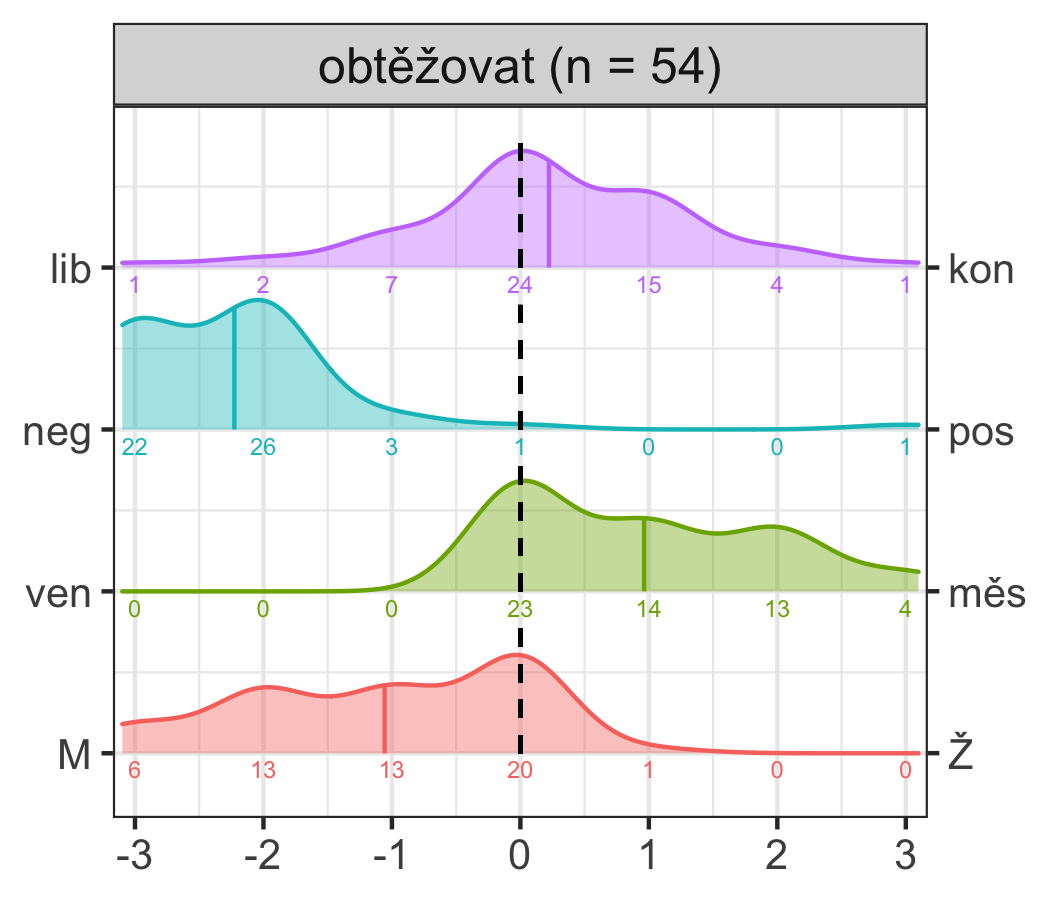 obtěžovat (n = 54)
lib kon
1 2 7 24 15 4 1
neg pos
22 26 3 1 0 0 1
ven měs
0 0 0 23 14 13 4
M Ž
6 13 13 20 1 0 0
-3 -2 -1 0 1 2 3